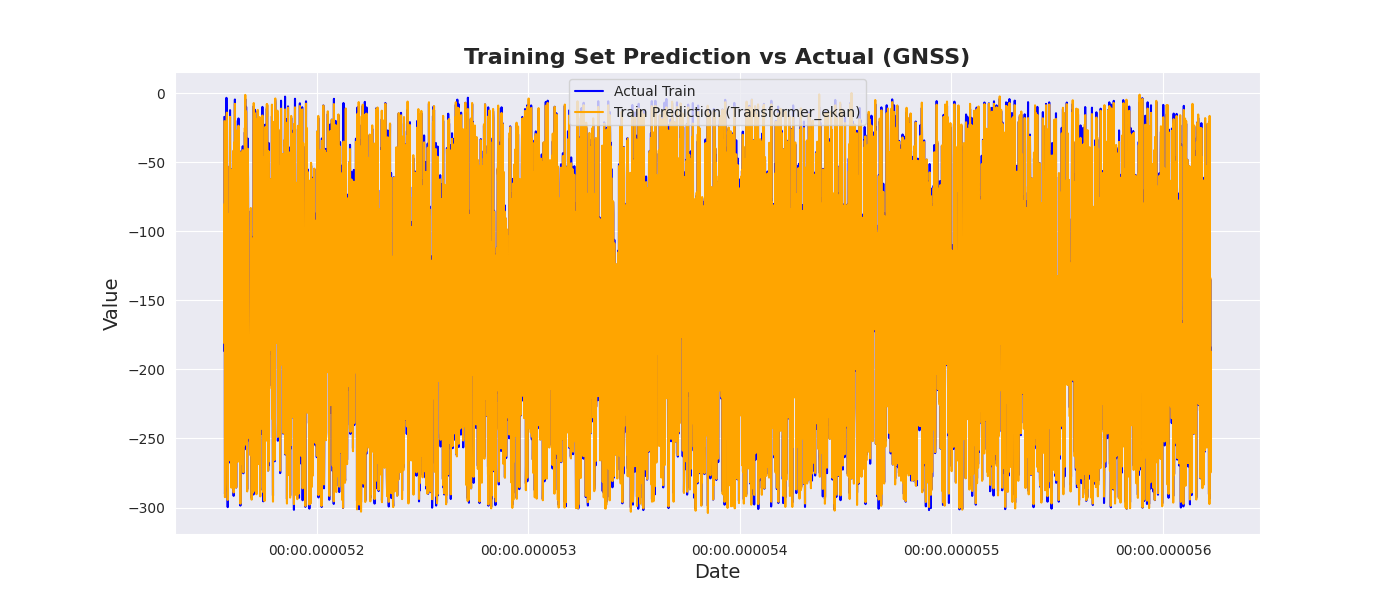 Training Set Prediction vs Actual (GNSS)
Actual Train
Train Prediction (Transformer_ekan)
Value
0
−50
−100
−150
−200
−250
−300
00:00.000052
00:00.000053
00:00.000054
00:00.000055
00:00.000056
Date